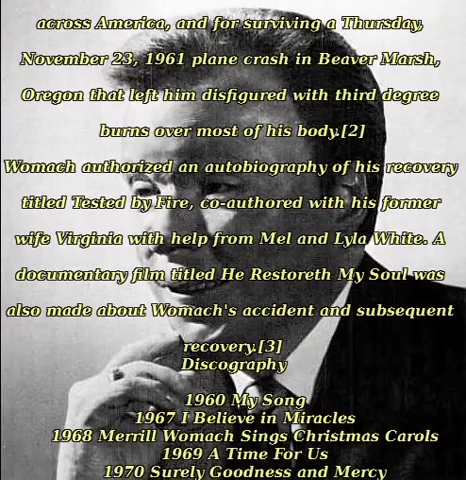 across America, and for surviving a Thursday,
November 23, 1961 plane crash in Beaver Marsh,
Oregon that left him disfigured with third degree
burns over most of his body.[2]
Womach authorized an autobiography of his recovery
titled Tested by Fire, co-authored with his former
wife Virginia with help from Mel and Lyla White. A
documentary film titled He Restoreth My Soul was
also made about Womach's accident and subsequent
recovery.[3]
Discography
1960 My Song
1967 I Believe in Miracles
1968 Merrill Womach Sings Christmas Carols
1969 A Time For Us
1970 Surely Goodness and Mercy